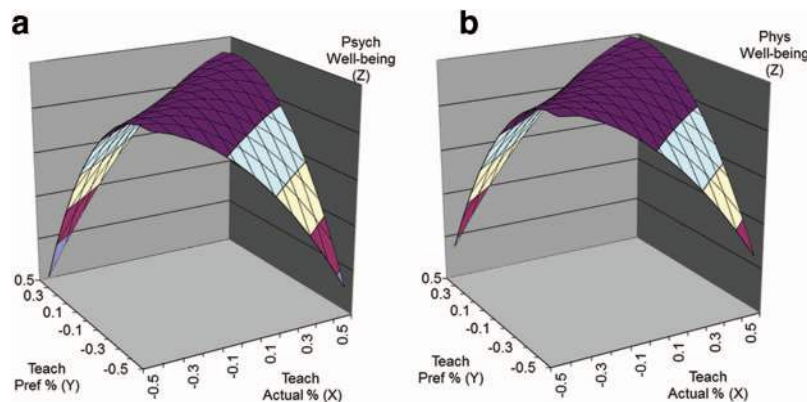 a
Psych
Well-being
(Z)
0.5
0.3
0.1
-0.1
-0.3
-0.5
-0.5
-0.3
-0.1
0.1
0.3
0.5
Teach
Pref % (Y)
Teach
Actual % (X)
b
Phys
Well-being
(Z)
0.5
0.3
0.1
-0.1
-0.3
-0.5
-0.5
-0.3
-0.1
0.1
0.3
0.5
Teach
Pref % (Y)
Teach
Actual % (X)